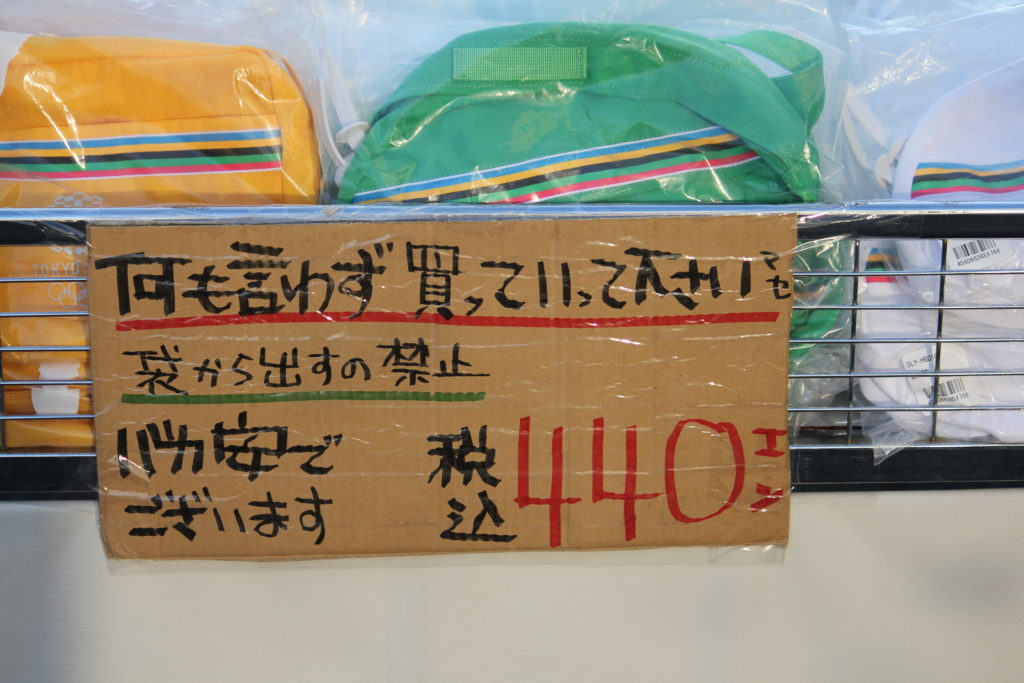 何も言わず買っていって下さい
袋から出すの禁止
バカ安で
ございます
税込440エン
TOKYO